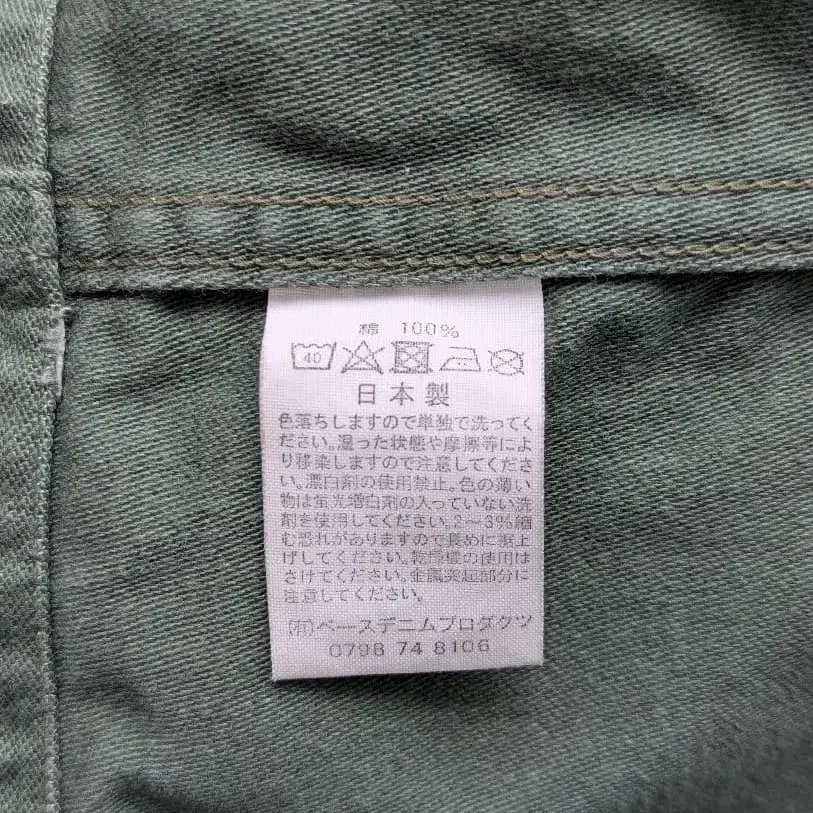 綿 100%
40
日本製
色落ちしますので単独で洗ってく
ださい。湿った状態や摩擦等によ
り移染しますので注意してくださ
い。漂白剤の使用禁止。色の薄い
物は蛍光増白剤の入っていない洗
剤を使用してください。2～3%縮
む恐れがありますので長めに裾上
げしてください。乾燥機の使用は
さけてください。金属突起部分に
注意してください。
(有)ベースデニムプロダクツ
0798 74 8106